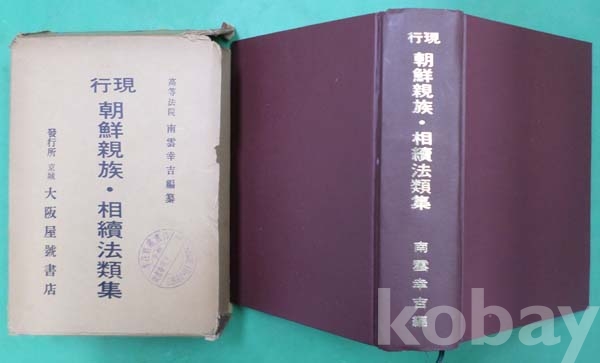 高等法院 南雲幸吉編纂
現行
朝鮮親族・相續法類集
發行所 京城 大阪屋號書店
現行
朝鮮親族・相續法類集
南雲幸吉編
kobay